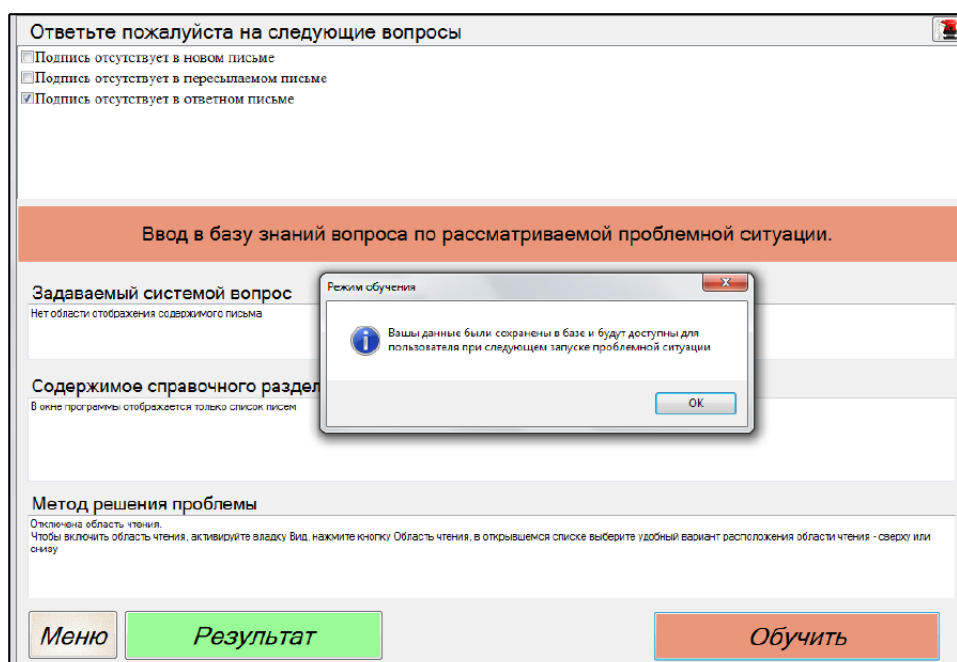 Ответьте пожалуйста на следующие вопросы
Подпись отсутствует в новом письме
Подпись отсутствует в пересылаемом письме
Подпись отсутствует в ответном письме
Ввод в базу знаний вопроса по рассматриваемой проблемной ситуации.
Задаваемый системой вопрос
Нет области отображения содержимого письма
Режим обучения
Вашы данные были сохранены в базе и будут доступны для
пользователя при следующем запуске проблемной ситуации
OK
Содержимое справочного раздел
В окне программы отображается только список писем
Метод решения проблемы
Отключена область чтения.
Чтобы включить область чтения, активируйте владку Вид, нажмите кнопку Область чтения, в открывшемся списке выберите удобный вариант расположения области чтения - сверху или
снизу
Меню
Результат
Обучить